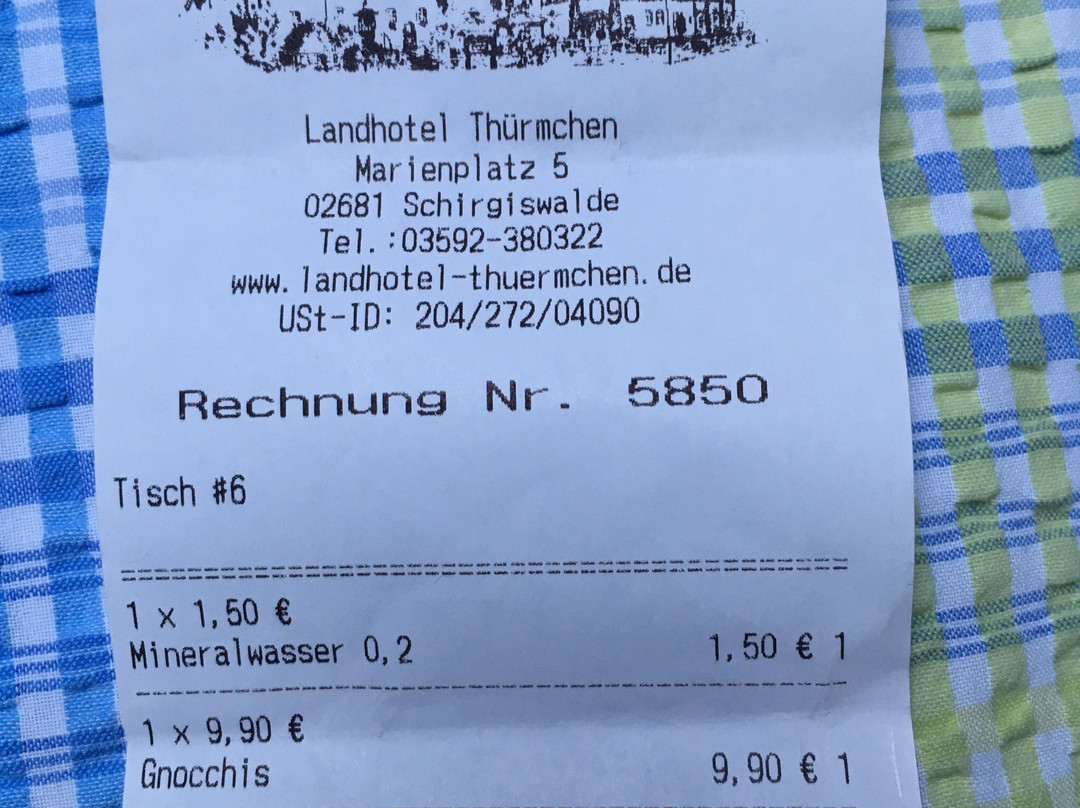 Landhotel Thürmchen
Marienplatz 5
02681 Schirgiswalde
Tel.:03592-380322
www.landhotel-thuermchen.de
USt-ID: 204/272/04090
Rechnung Nr. 5850
Tisch #6
1 x 1,50 €
Mineralwasser 0,2 1,50 € 1
1 x 9,90 €
Gnocchis 9,90 € 1